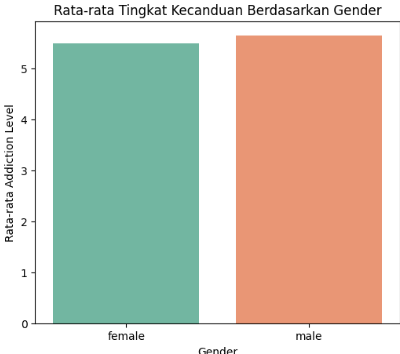 Rata-rata Tingkat Kecanduan Berdasarkan Gender
Rata-rata Addiction Level
5
4
3
2
1
0
female male
Gender